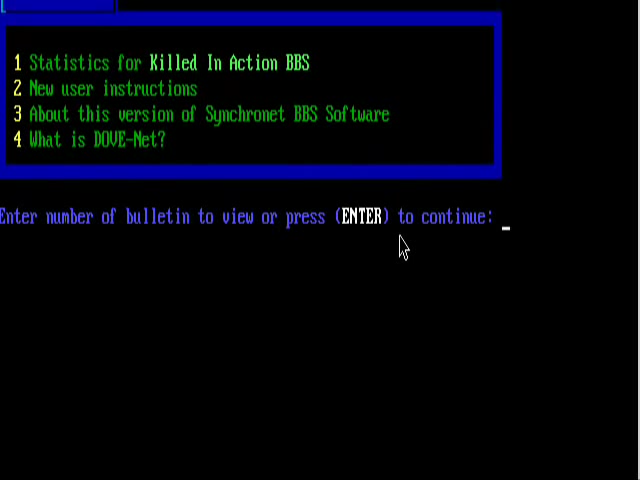 1 Statistics for Killed In Action BBS
2 New user instructions
3 About this version of Synchronet BBS Software
4 What is DOVE-Net?
Enter number of bulletin to view or press (ENTER) to continue: _